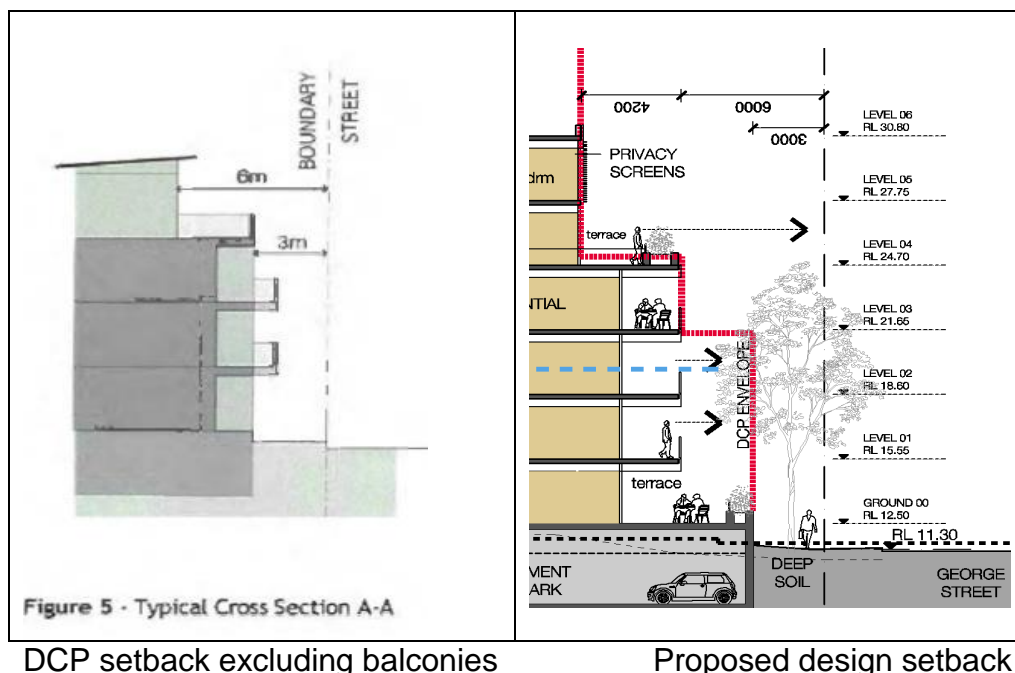 BOUNDARY
STREET
6m
3m
Figure 5 - Typical Cross Section A-A
DCP setback excluding balconies
4200
6000
3000
LEVEL 06
RL 30.80
PRIVACY
SCREENS
drm
LEVEL 05
RL 27.75
terrace
LEVEL 04
RL 24.70
NTIAL
LEVEL 03
RL 21.65
DCP ENVELOPE
LEVEL 02
RL 18.60
LEVEL 01
RL 15.55
terrace
GROUND 00
RL 12.50
RL 11.30
MENT
ARK
DEEP
SOIL
GEORGE
STREET
Proposed design setback